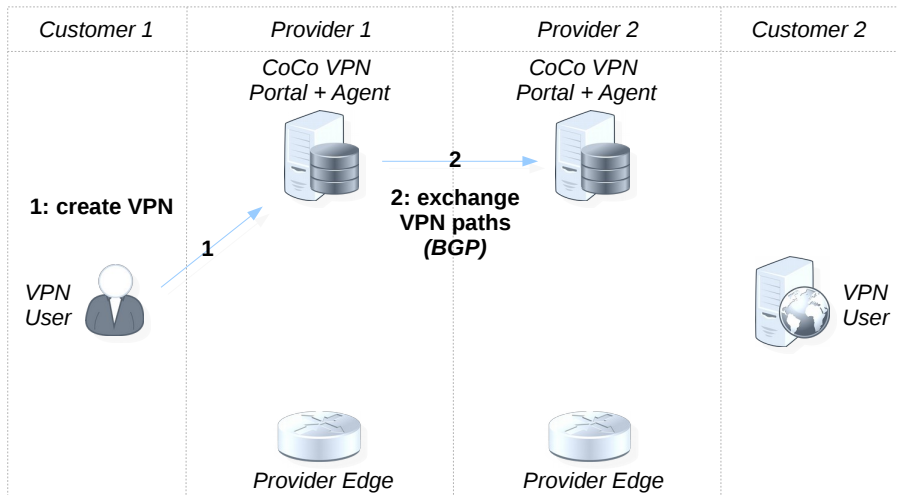 Customer 1
Provider 1
Provider 2
Customer 2
CoCo VPN
Portal + Agent
CoCo VPN
Portal + Agent
2
1: create VPN
2: exchange
VPN paths
(BGP)
1
VPN
User
VPN
User
Provider Edge
Provider Edge